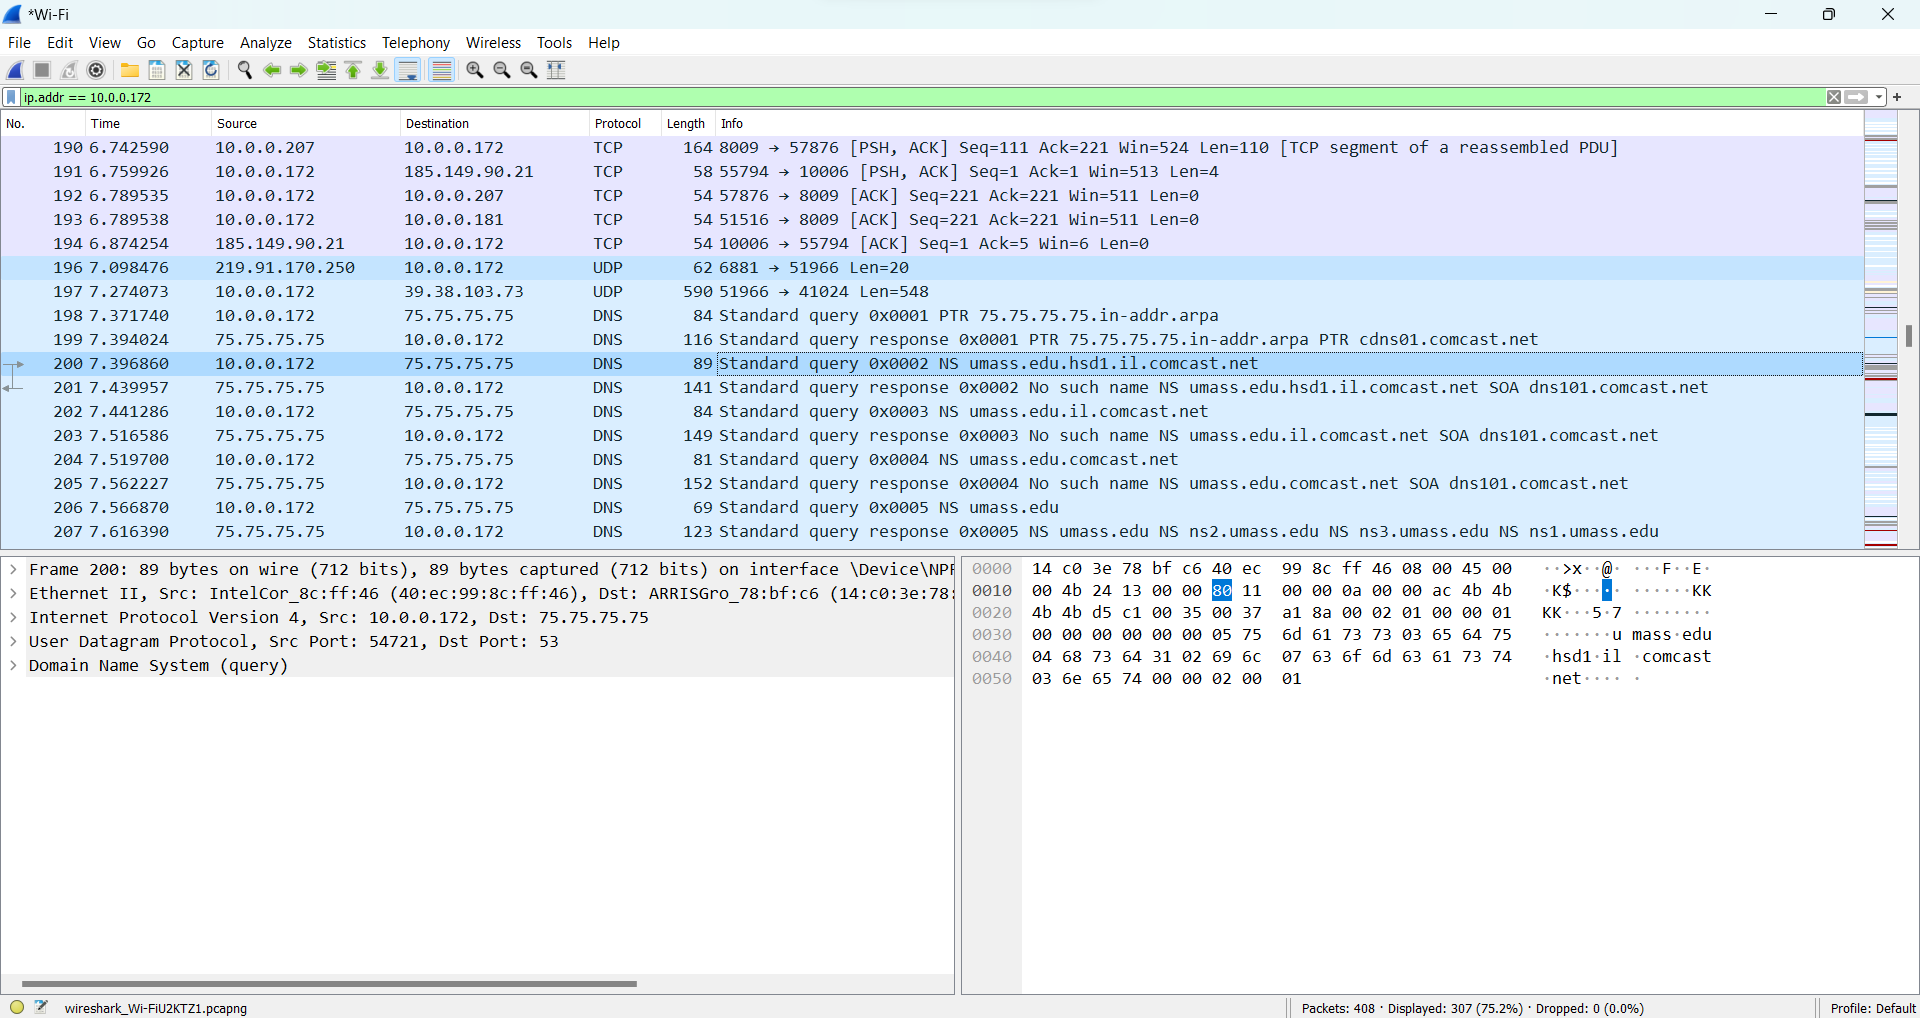 *Wi-Fi
File Edit View Go Capture Analyze Statistics Telephony Wireless Tools Help
ip.addr == 10.0.0.172
No. Time Source Destination Protocol Length Info
190 6.742590 10.0.0.207 10.0.0.172 TCP 164 8009 → 57876 [PSH, ACK] Seq=111 Ack=221 Win=524 Len=110 [TCP segment of a reassembled PDU]
191 6.759926 10.0.0.172 185.149.90.21 TCP 58 55794 → 10006 [PSH, ACK] Seq=1 Ack=1 Win=513 Len=4
192 6.789535 10.0.0.172 10.0.0.207 TCP 54 57876 → 8009 [ACK] Seq=221 Ack=221 Win=511 Len=0
193 6.789538 10.0.0.172 10.0.0.181 TCP 54 51516 → 8009 [ACK] Seq=221 Ack=221 Win=511 Len=0
194 6.874254 185.149.90.21 10.0.0.172 TCP 54 10006 → 55794 [ACK] Seq=1 Ack=5 Win=6 Len=0
196 7.098476 219.91.170.250 10.0.0.172 UDP 62 6881 → 51966 Len=20
197 7.274073 10.0.0.172 39.38.103.73 UDP 590 51966 → 41024 Len=548
198 7.371740 10.0.0.172 75.75.75.75 DNS 84 Standard query 0x0001 PTR 75.75.75.75.in-addr.arpa
199 7.394024 75.75.75.75 10.0.0.172 DNS 116 Standard query response 0x0001 PTR 75.75.75.75.in-addr.arpa PTR cdns01.comcast.net
200 7.396860 10.0.0.172 75.75.75.75 DNS 89 Standard query 0x0002 NS umass.edu.hsd1.il.comcast.net
201 7.439957 75.75.75.75 10.0.0.172 DNS 141 Standard query response 0x0002 No such name NS umass.edu.hsd1.il.comcast.net SOA dns101.comcast.net
202 7.441286 10.0.0.172 75.75.75.75 DNS 84 Standard query 0x0003 NS umass.edu.il.comcast.net
203 7.516586 75.75.75.75 10.0.0.172 DNS 149 Standard query response 0x0003 No such name NS umass.edu.il.comcast.net SOA dns101.comcast.net
204 7.519700 10.0.0.172 75.75.75.75 DNS 81 Standard query 0x0004 NS umass.edu.comcast.net
205 7.562227 75.75.75.75 10.0.0.172 DNS 152 Standard query response 0x0004 No such name NS umass.edu.comcast.net SOA dns101.comcast.net
206 7.566870 10.0.0.172 75.75.75.75 DNS 69 Standard query 0x0005 NS umass.edu
207 7.616390 75.75.75.75 10.0.0.172 DNS 123 Standard query response 0x0005 NS umass.edu NS ns2.umass.edu NS ns3.umass.edu NS ns1.umass.edu
Frame 200: 89 bytes on wire (712 bits), 89 bytes captured (712 bits) on interface \Device\NPF
Ethernet II, Src: IntelCor_8c:ff:46 (40:ec:99:8c:ff:46), Dst: ARRISGro_78:bf:c6 (14:c0:3e:78:
Internet Protocol Version 4, Src: 10.0.0.172, Dst: 75.75.75.75
User Datagram Protocol, Src Port: 54721, Dst Port: 53
Domain Name System (query)
0000 14 c0 3e 78 bf c6 40 ec 99 8c ff 46 08 00 45 00 ··>x··@· ···F··E·
0010 00 4b 24 13 00 00 80 11 00 00 0a 00 00 ac 4b 4b ·K$····· ······KK
0020 4b 4b d5 c1 00 35 00 37 a1 8a 00 02 01 00 00 01 KK···5·7 ········
0030 00 00 00 00 00 00 05 75 6d 61 73 73 03 65 64 75 ·······u mass·edu
0040 04 68 73 64 31 02 69 6c 07 63 6f 6d 63 61 73 74 ·hsd1·il ·comcast
0050 03 6e 65 74 00 00 02 00 01 ·net···· ·
wireshark_Wi-FiU2KTZ1.pcapng
Packets: 408 · Displayed: 307 (75.2%) · Dropped: 0 (0.0%)
Profile: Default